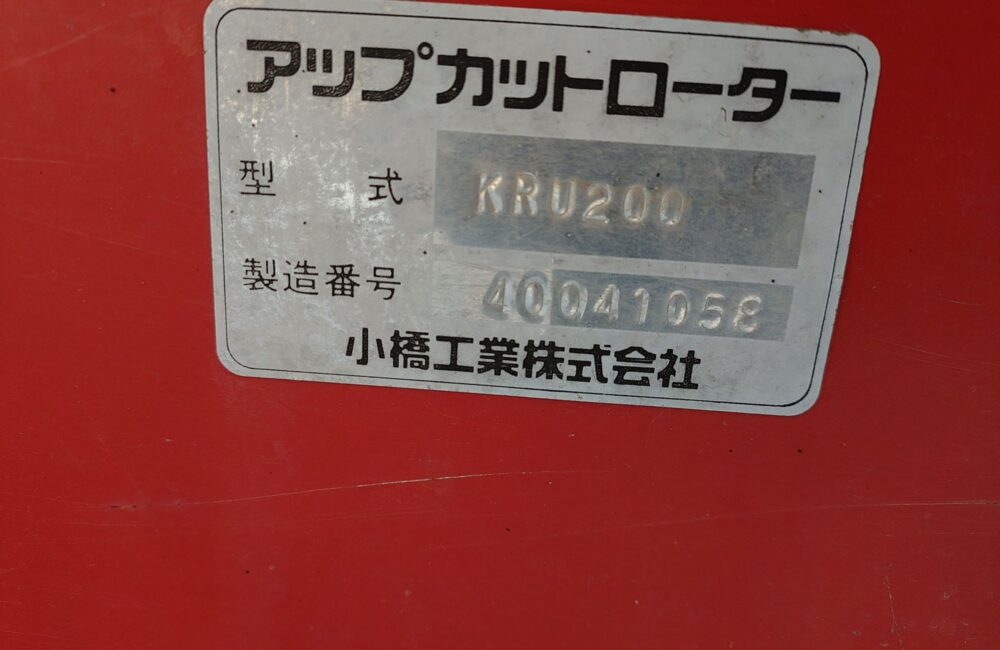 アップカットローター
型 式 KRU200
製造番号 40041058
小橋工業株式会社